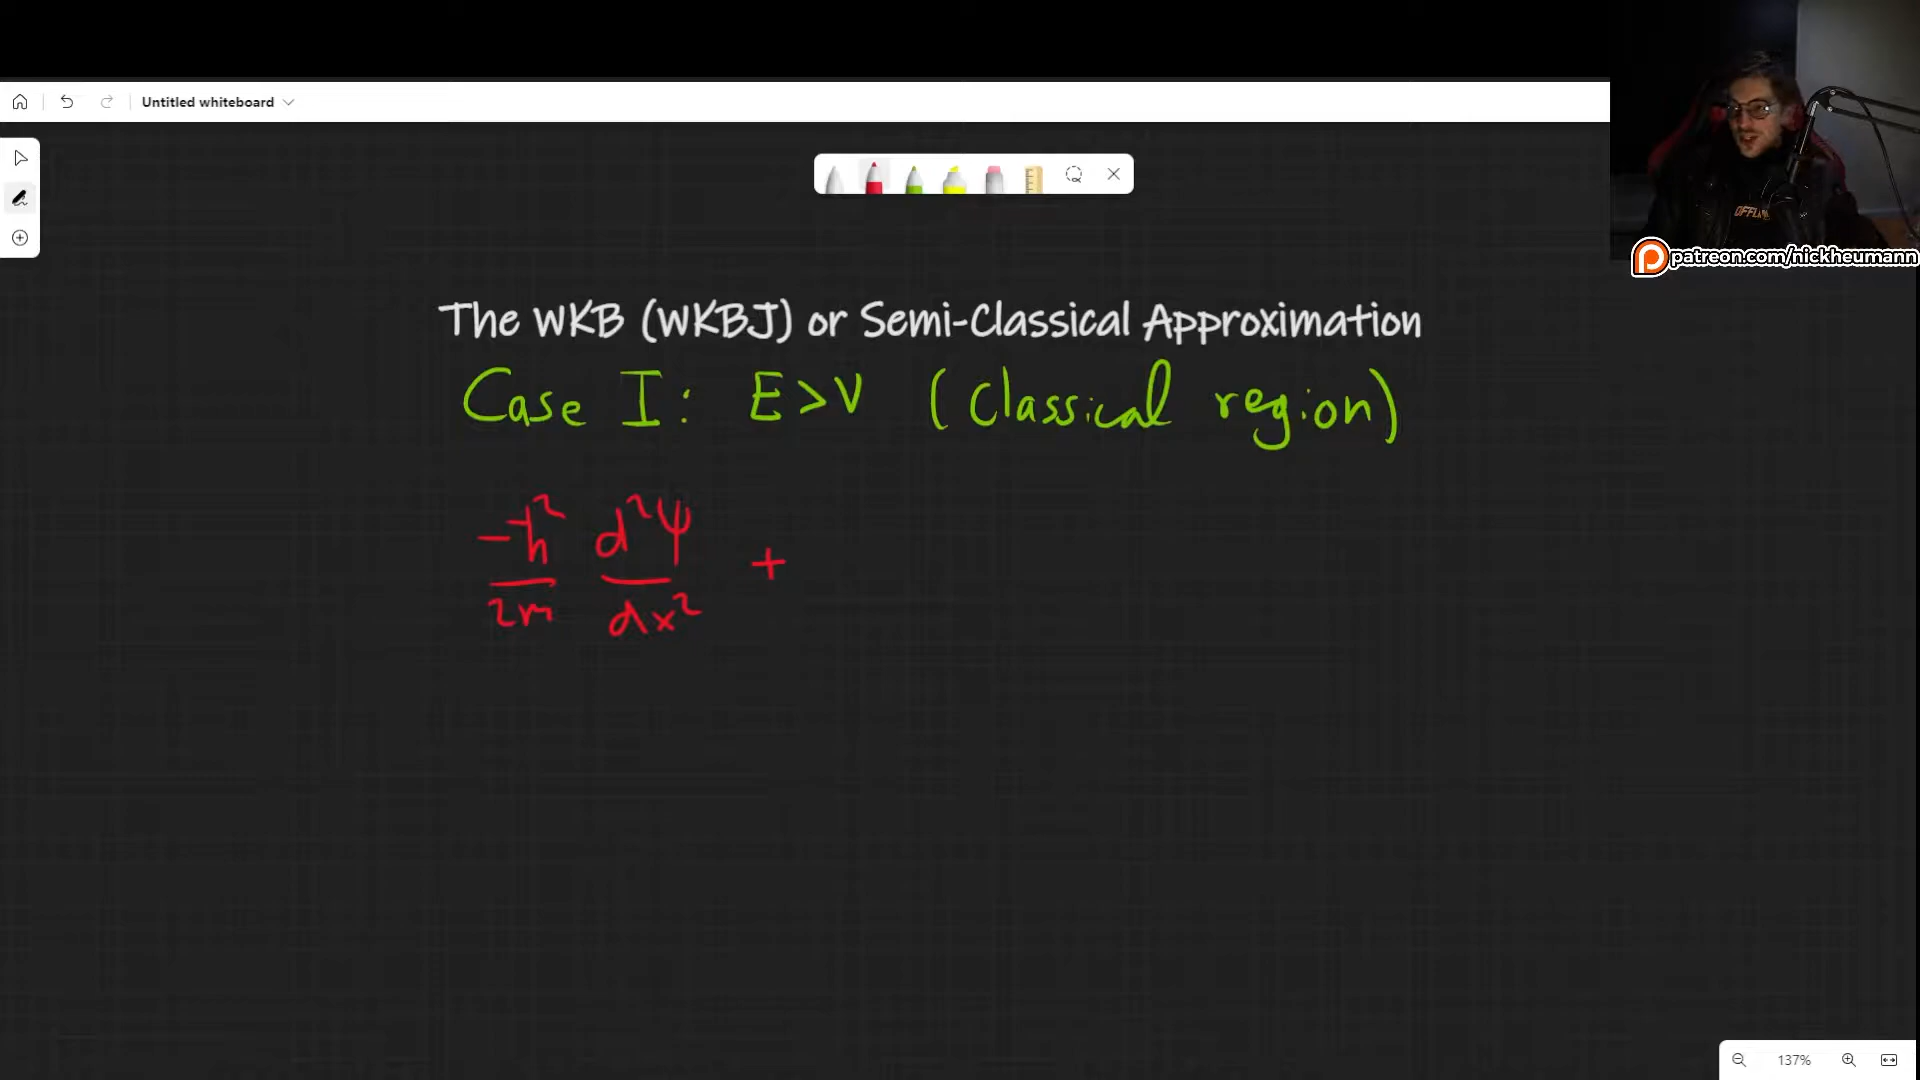 Untitled whiteboard
OFFLINE
patreon.com/nickheumann
The WKB (WKBJ) or Semi-Classical Approximation
Case I: E>V (Classical region)
-ħ² d²ψ +
2m dx²
137%